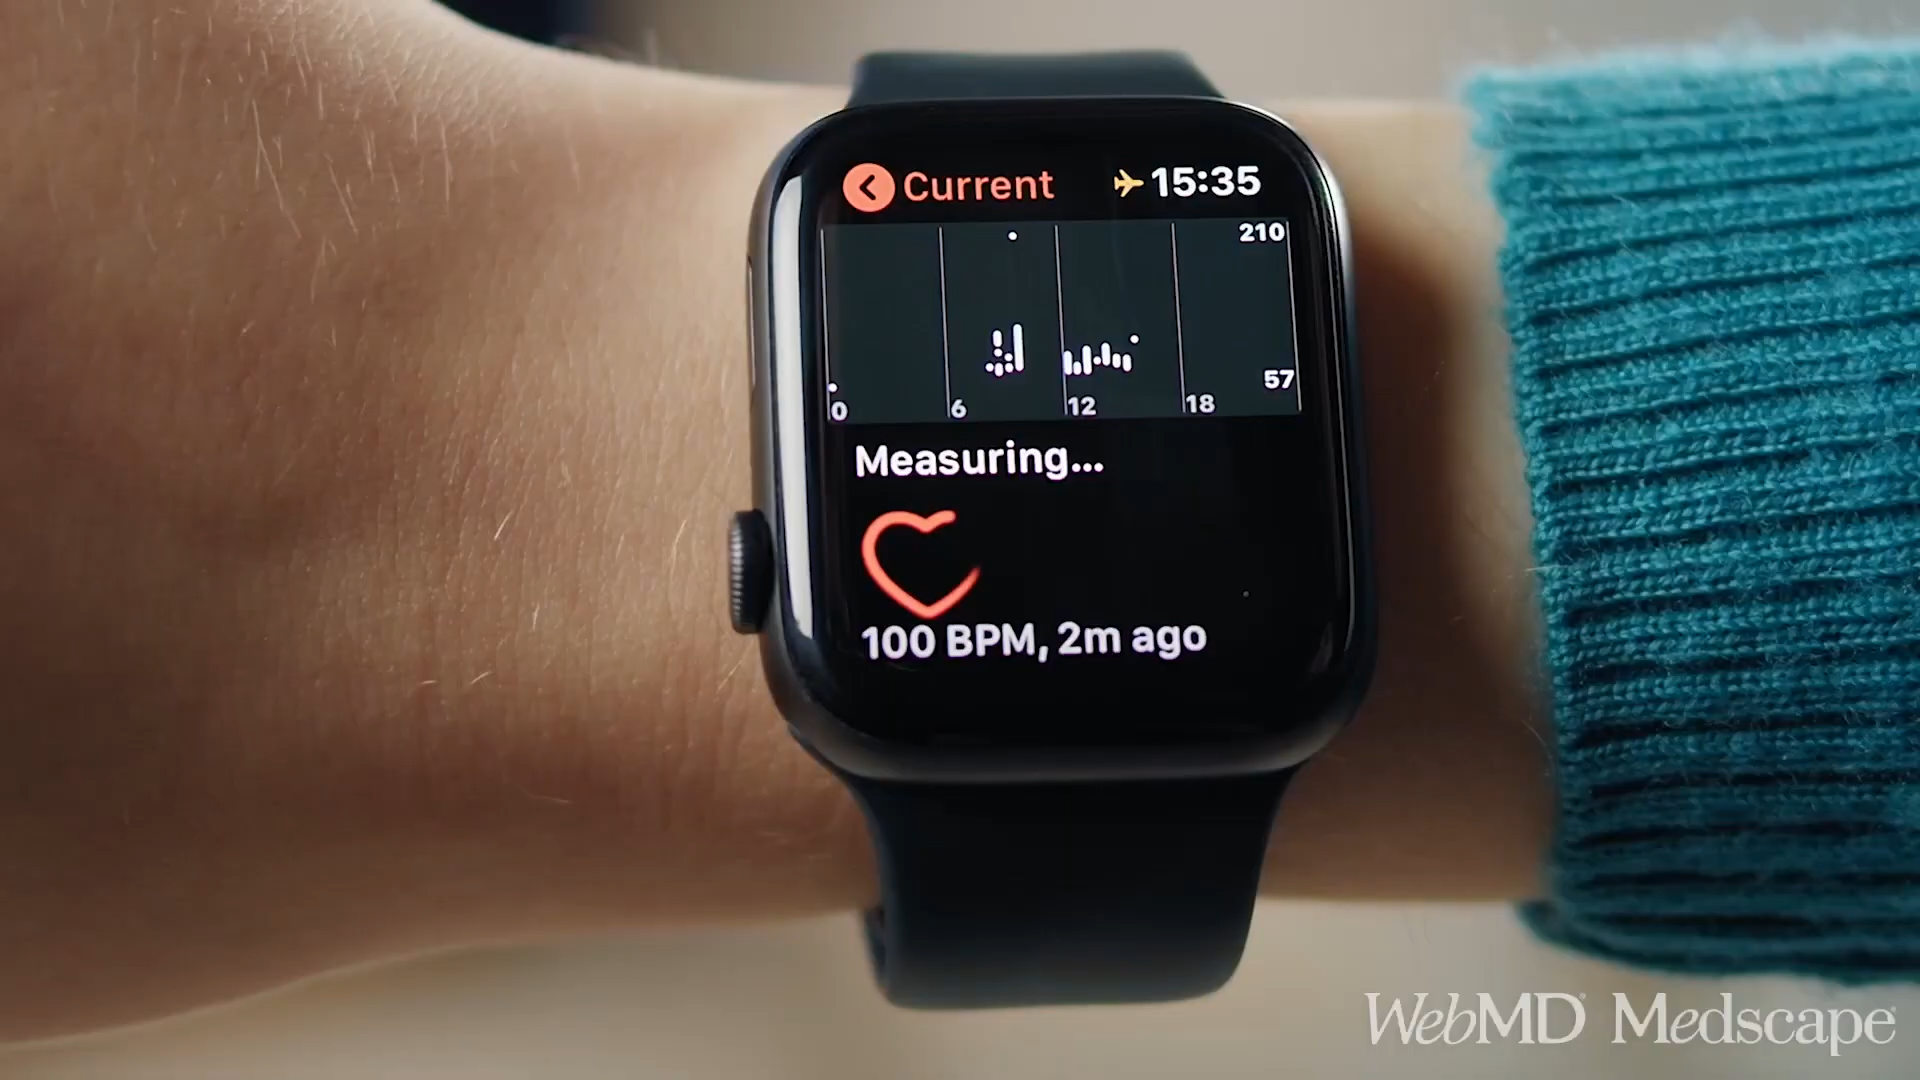 Current 15:35
210
57
0 6 12 18
Measuring...
100 BPM, 2m ago
WebMD Medscape